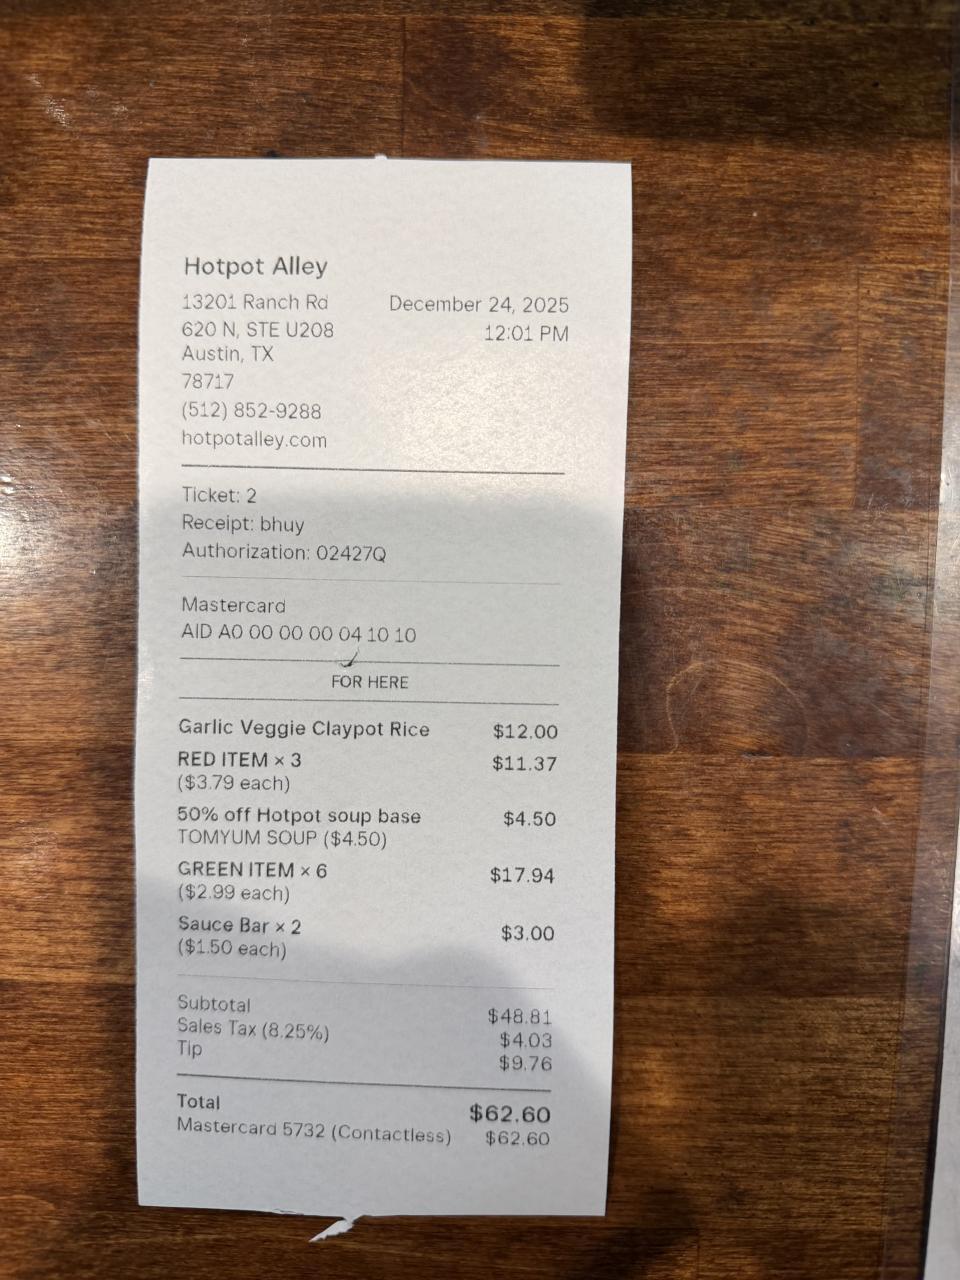 Hotpot Alley
13201 Ranch Rd
620 N, STE U208
Austin, TX
78717
(512) 852-9288
hotpotalley.com
December 24, 2025
12:01 PM
Ticket: 2
Receipt: bhuy
Authorization: 02427Q
Mastercard
AID A0 00 00 00 04 10 10
FOR HERE
Garlic Veggie Claypot Rice $12.00
RED ITEM × 3 $11.37
($3.79 each)
50% off Hotpot soup base $4.50
TOMYUM SOUP ($4.50)
GREEN ITEM × 6 $17.94
($2.99 each)
Sauce Bar × 2 $3.00
($1.50 each)
Subtotal $48.81
Sales Tax (8.25%) $4.03
Tip $9.76
Total $62.60
Mastercard 5732 (Contactless) $62.60